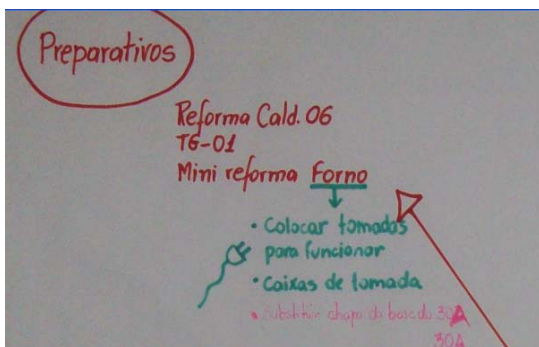 Preparativos
Reforma Cald. 06
TG-01
Mini reforma Forno
• Colocar tomadas
para funcionar
• Caixas de tomada
• Substituir chapa da base do 30A
30A